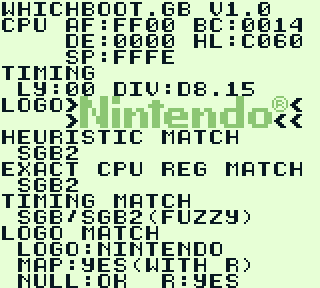 WHICHBOOT.GB V1.0
CPU AF:FF00 BC:0014
DE:0000 HL:C060
SP:FFFE
TIMING
LY:00 DIV:D8.15
LOGO>Nintendo®<
><<
HEURISTIC MATCH
SGB2
EXACT CPU REG MATCH
SGB2
TIMING MATCH
SGB/SGB2(FUZZY)
LOGO MATCH
LOGO:NINTENDO
MAP:YES(WITH R)
NULL:OK R:YES